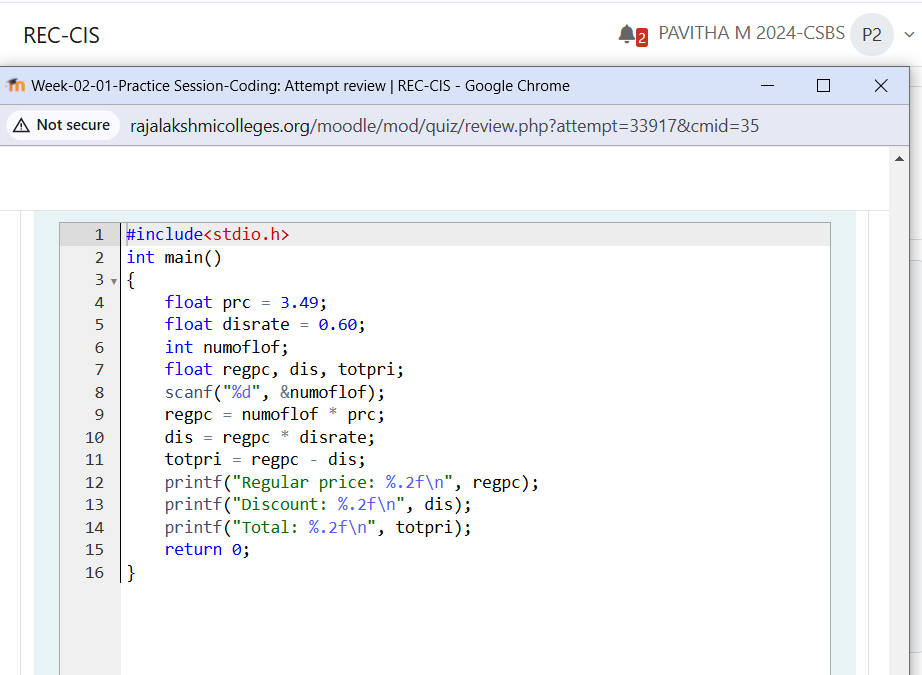 REC-CIS
2 PAVITHA M 2024-CSBS P2
Week-02-01-Practice Session-Coding: Attempt review | REC-CIS - Google Chrome
Not secure rajalakshmicolleges.org/moodle/mod/quiz/review.php?attempt=33917&cmid=35
1 #include<stdio.h>
2 int main()
3 {
4     float prc = 3.49;
5     float disrate = 0.60;
6     int numoflof;
7     float regpc, dis, totpri;
8     scanf("%d", &numoflof);
9     regpc = numoflof * prc;
10     dis = regpc * disrate;
11     totpri = regpc - dis;
12     printf("Regular price: %.2f\n", regpc);
13     printf("Discount: %.2f\n", dis);
14     printf("Total: %.2f\n", totpri);
15     return 0;
16 }